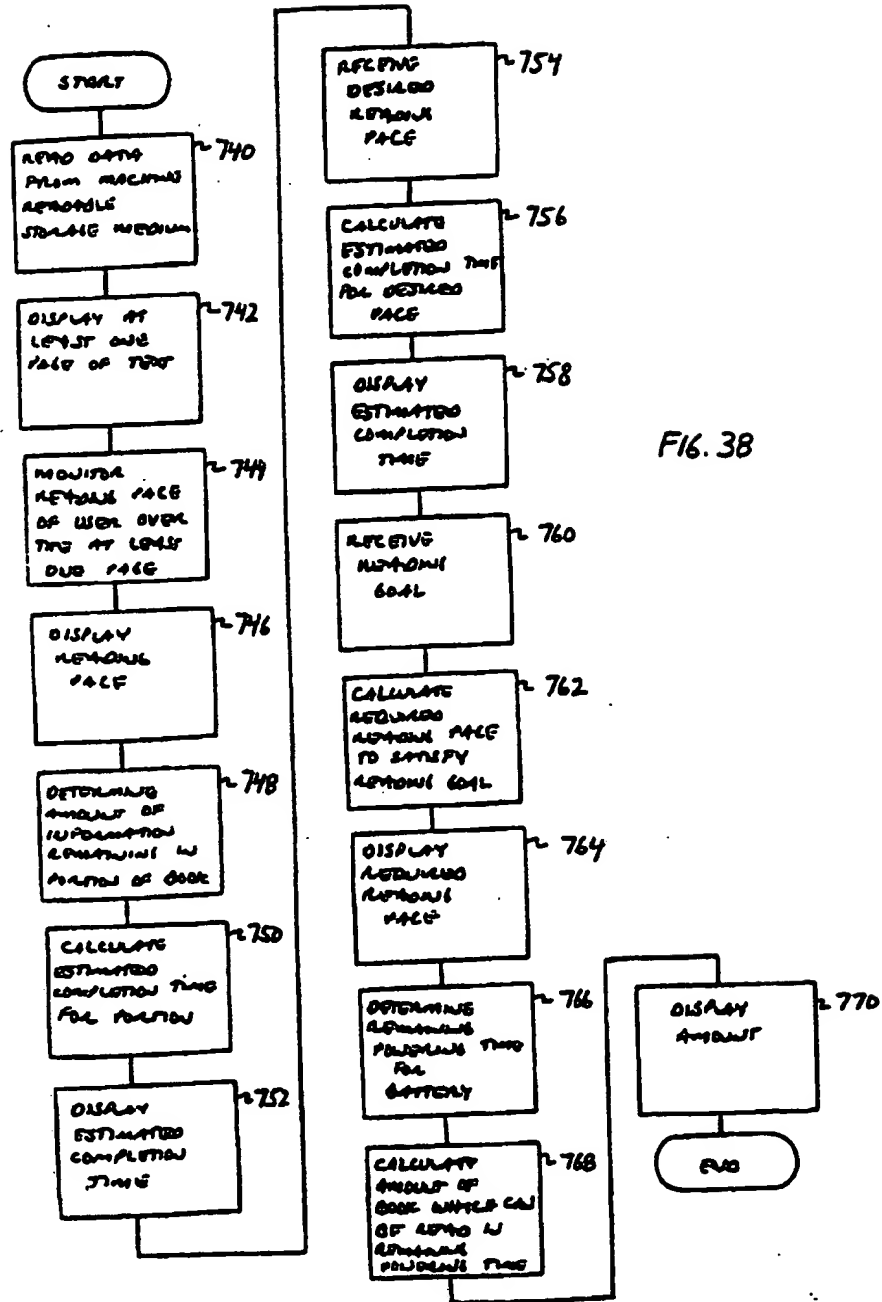 START
READ DATA
FROM MACHINE
READABLE
STORAGE MEDIUM
740
DISPLAY AT
LEAST ONE
PAGE OF TEXT
742
MONITOR
READING PACE
OF USER OVER
THE AT LEAST
ONE PAGE
744
DISPLAY
READING
PACE
746
DETERMINE
AMOUNT OF
INFORMATION
REMAINING IN
PORTION OF BOOK
748
CALCULATE
ESTIMATED
COMPLETION TIME
FOR PORTION
750
DISPLAY
ESTIMATED
COMPLETION
TIME
752
RECEIVE
DESIRED
READING
PACE
754
CALCULATE
ESTIMATED
COMPLETION TIME
FOR DESIRED
PACE
756
DISPLAY
ESTIMATED
COMPLETION
TIME
758
RECEIVE
READING
GOAL
760
CALCULATE
REQUIRED
READING PACE
TO SATISFY
READING GOAL
762
DISPLAY
REQUIRED
READING
PACE
764
DETERMINE
REMAINING
POWERING TIME
FOR
BATTERY
766
CALCULATE
AMOUNT OF
BOOK WHICH CAN
BE READ IN
REMAINING
POWERING TIME
768
DISPLAY
AMOUNT
770
END
FIG. 38